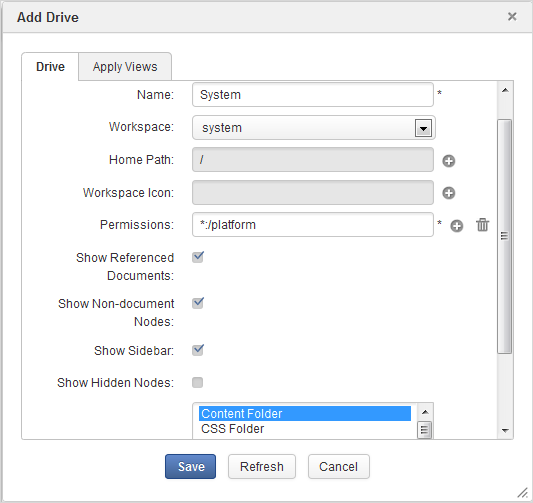 Add Drive
Drive
Apply Views
Name: System *
Workspace: system
Home Path: /
Workspace Icon:
Permissions: *:/platform *
Show Referenced
Documents:
Show Non-document
Nodes:
Show Sidebar:
Show Hidden Nodes:
Content Folder
CSS Folder
Save Refresh Cancel